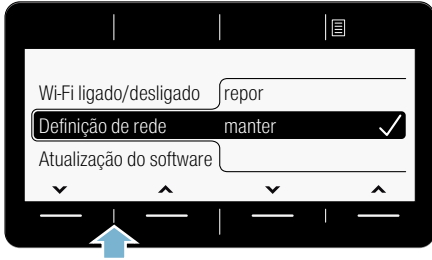 Wi-Fi ligado/desligado repor
Definição de rede manter
Atualização do software